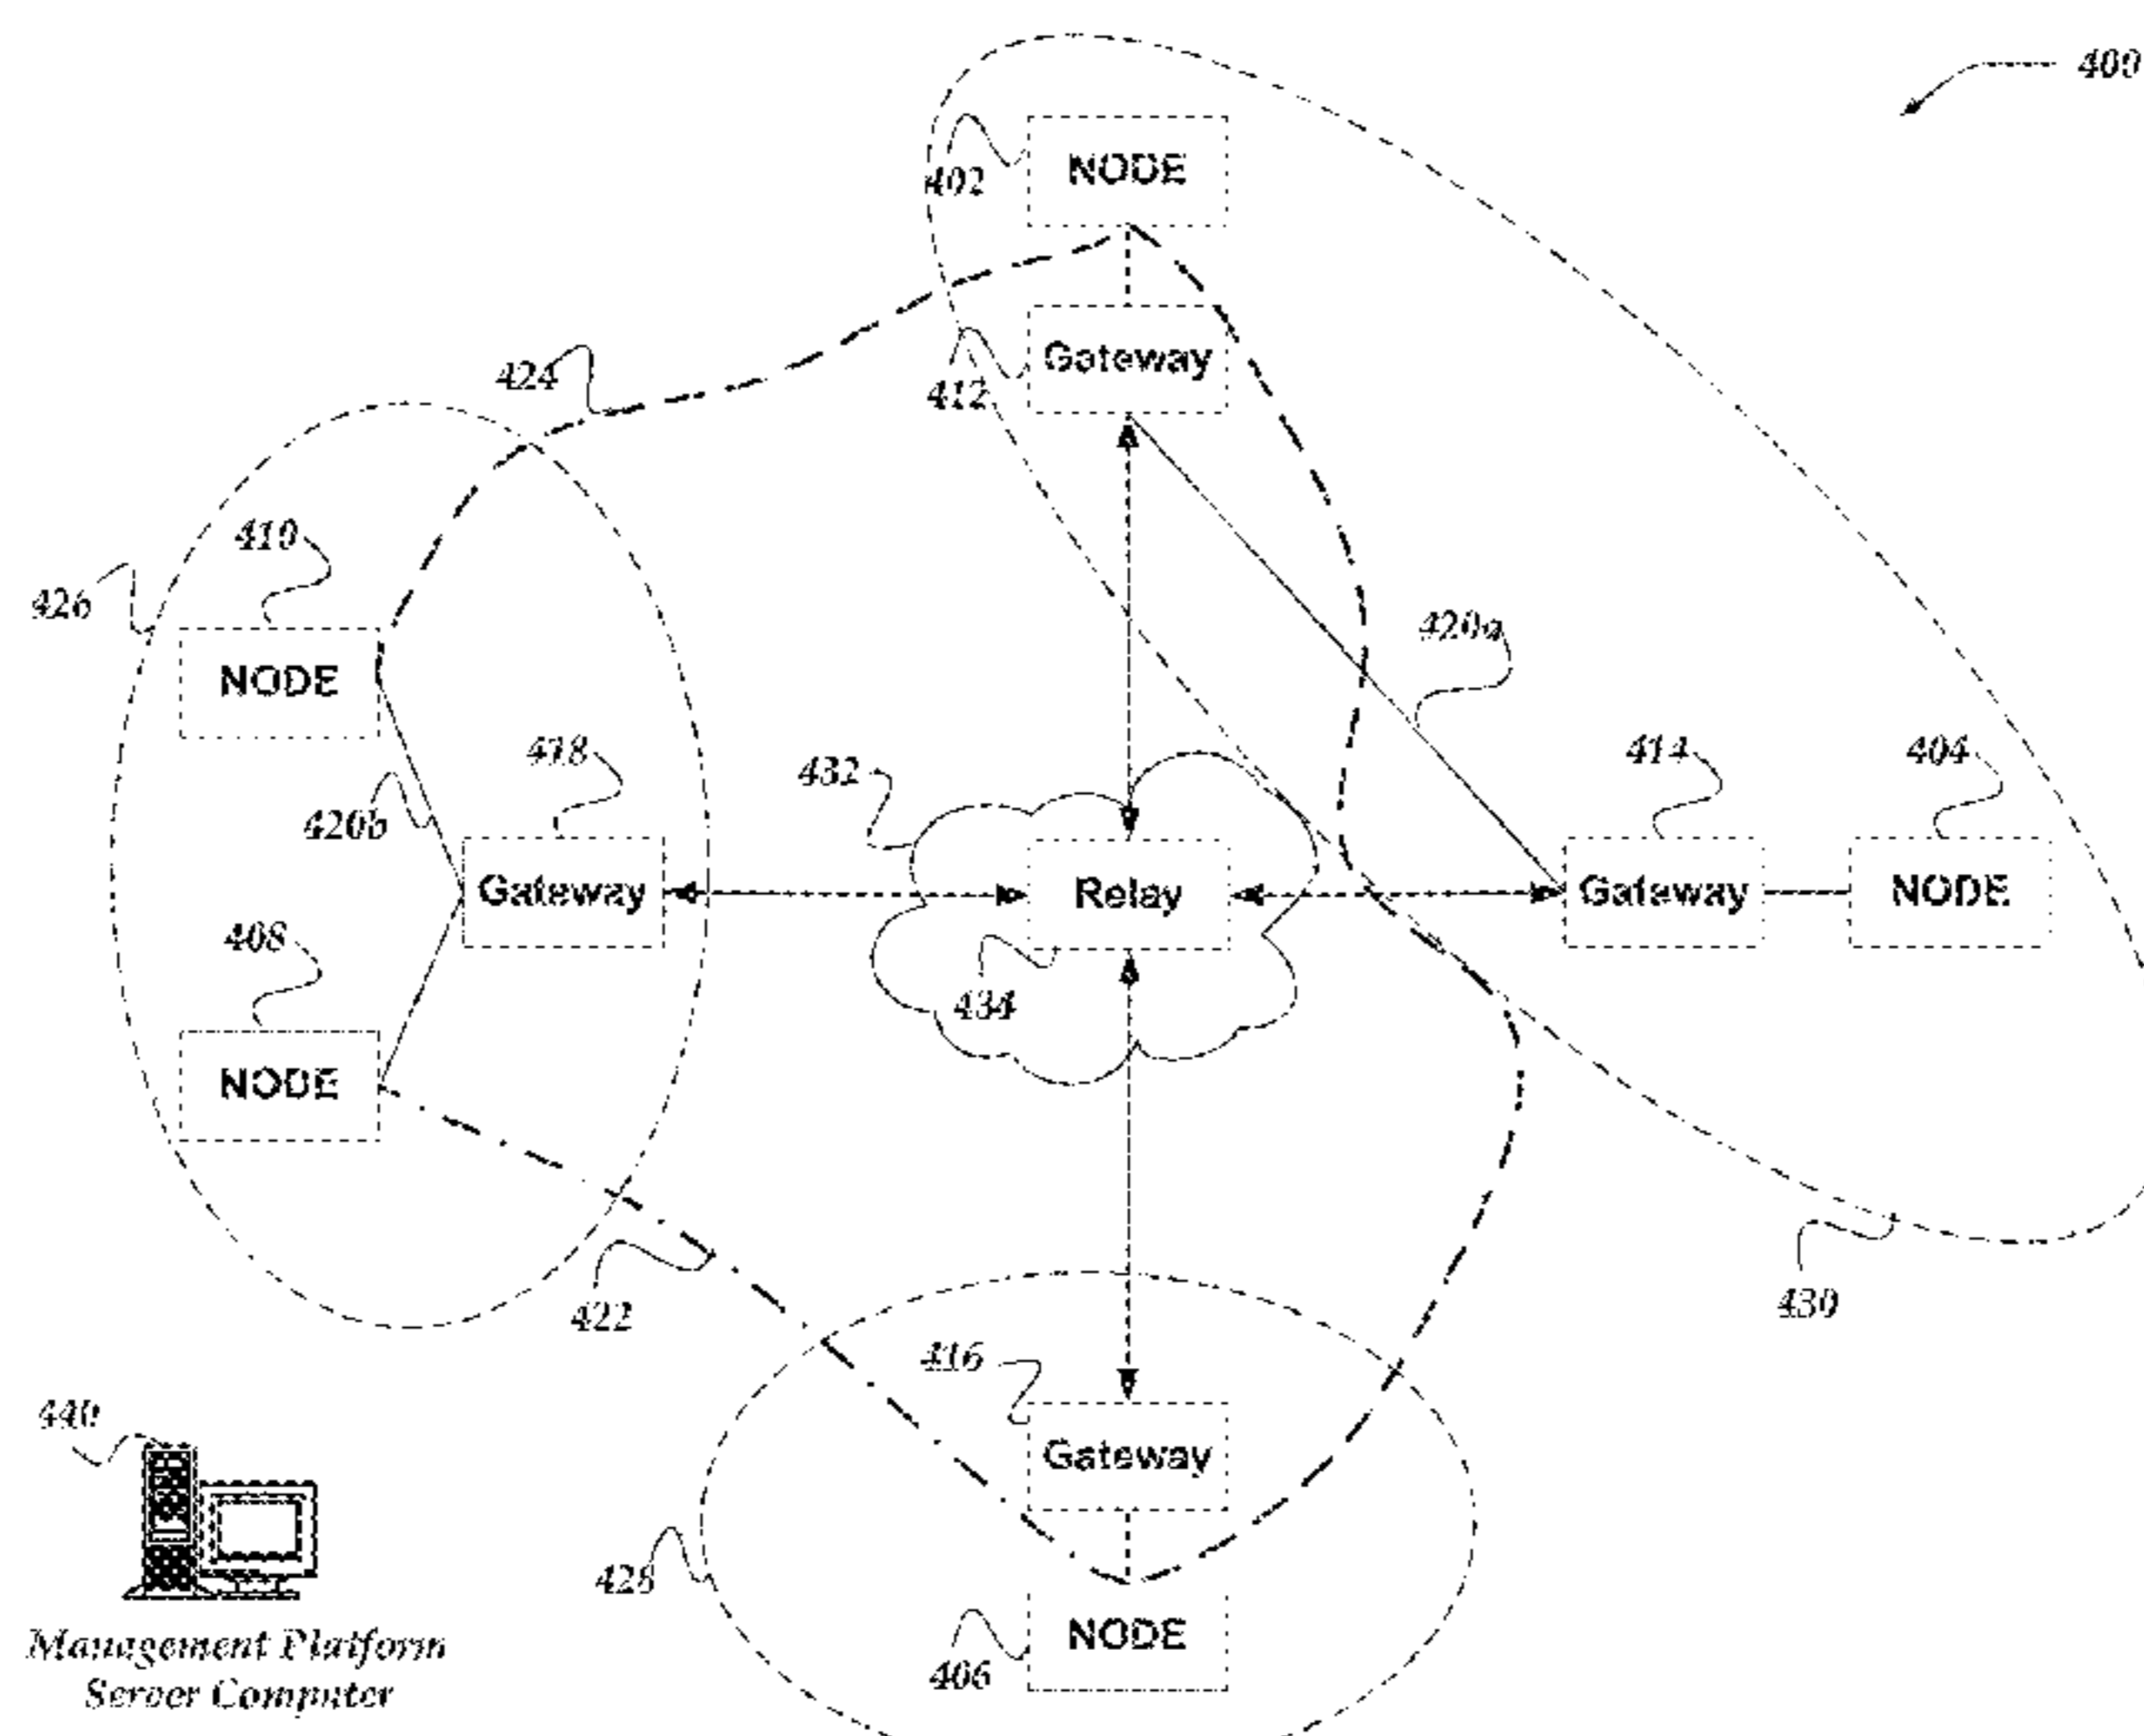 400
NODE
402
Gateway
412
424
410
426
NODE
420a
418
432
414
404
420b
Gateway
Relay
Gateway
NODE
408
434
NODE
422
430
416
440
Gateway
428
NODE
406
Management Platform
Server Computer